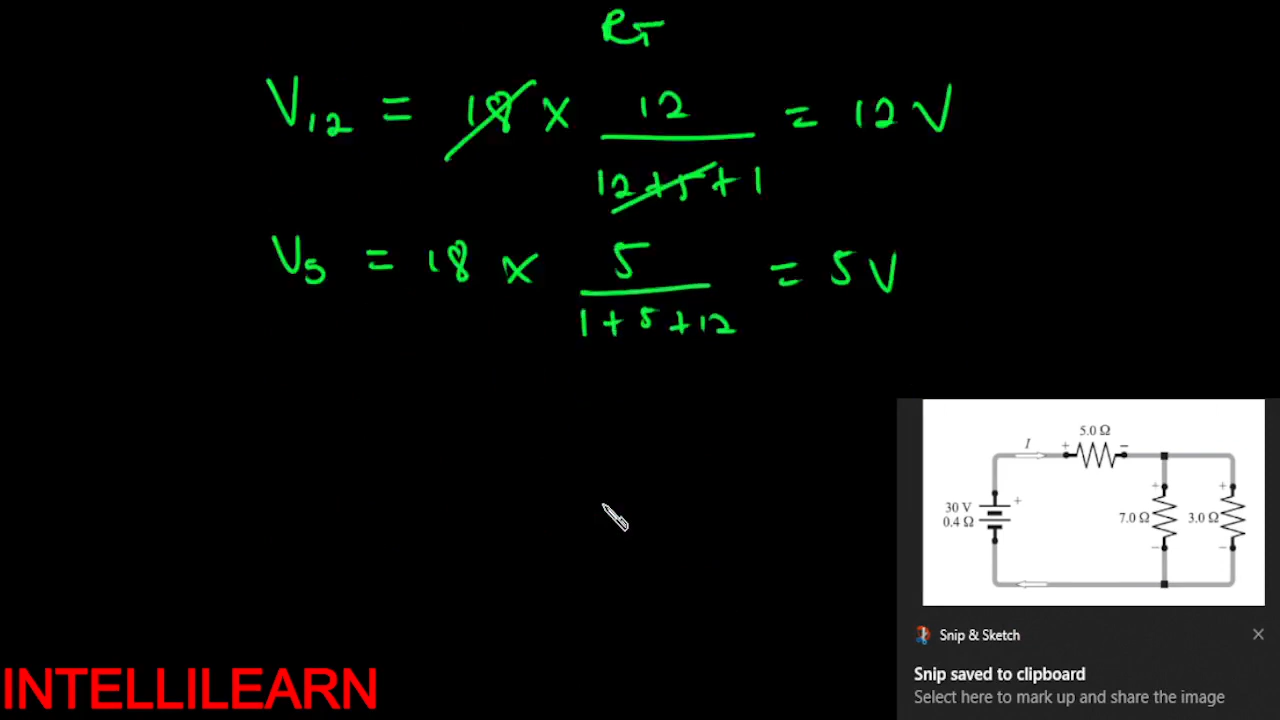 RT
V12 = 18 × 12 = 12 V
12+5+1
V5 = 18 × 5 = 5 V
1+5+12
5.0 Ω
I
+ −
30 V
0.4 Ω
+
+
7.0 Ω
−
+
3.0 Ω
−
Snip & Sketch
Snip saved to clipboard
Select here to mark up and share the image
INTELLILEARN